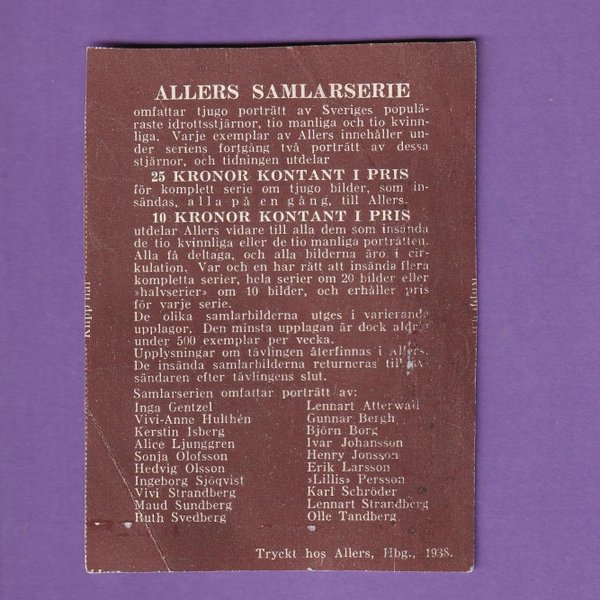 ALLERS SAMLARSERIE
omfattar tjugo porträtt av Sveriges populä-
raste idrottsstjärnor, tio manliga och tio kvinn-
liga. Varje exemplar av Allers innehåller un-
der seriens fortgång två porträtt av dessa
stjärnor, och tidningen utdelar
25 KRONOR KONTANT I PRIS
för komplett serie om tjugo bilder, som in-
sändas, alla på en gång, till Allers.
10 KRONOR KONTANT I PRIS
utdelar Allers vidare till alla dem som insända
de tio kvinnliga eller de tio manliga porträtten.
Alla få deltaga, och alla bilderna äro i cir-
kulation. Var och en har rätt att insända flera
kompletta serier, hela serier om 20 bilder eller
»halvserier» om 10 bilder, och erhåller pris
för varje serie.
De olika samlarbilderna utges i varierande
upplagor. Den minsta upplagan är dock aldrig
under 500 exemplar per vecka.
Upplysningar om tävlingen återfinnas i Allers.
De insända samlarbilderna returneras till av-
sändaren efter tävlingens slut.
Samlarserien omfattar porträtt av:
Inga Gentzel
Vivi-Anne Hulthén
Kerstin Isberg
Alice Ljunggren
Sonja Olofsson
Hedvig Olsson
Ingeborg Sjöqvist
Vivi Strandberg
Maud Sundberg
Ruth Svedberg
Lennart Atterwall
Gunnar Bergh
Björn Borg
Ivar Johansson
Henry Jonsson
Erik Larsson
»Lillis» Persson
Karl Schröder
Lennart Strandberg
Olle Tandberg
Tryckt hos Allers, Hbg., 1938.